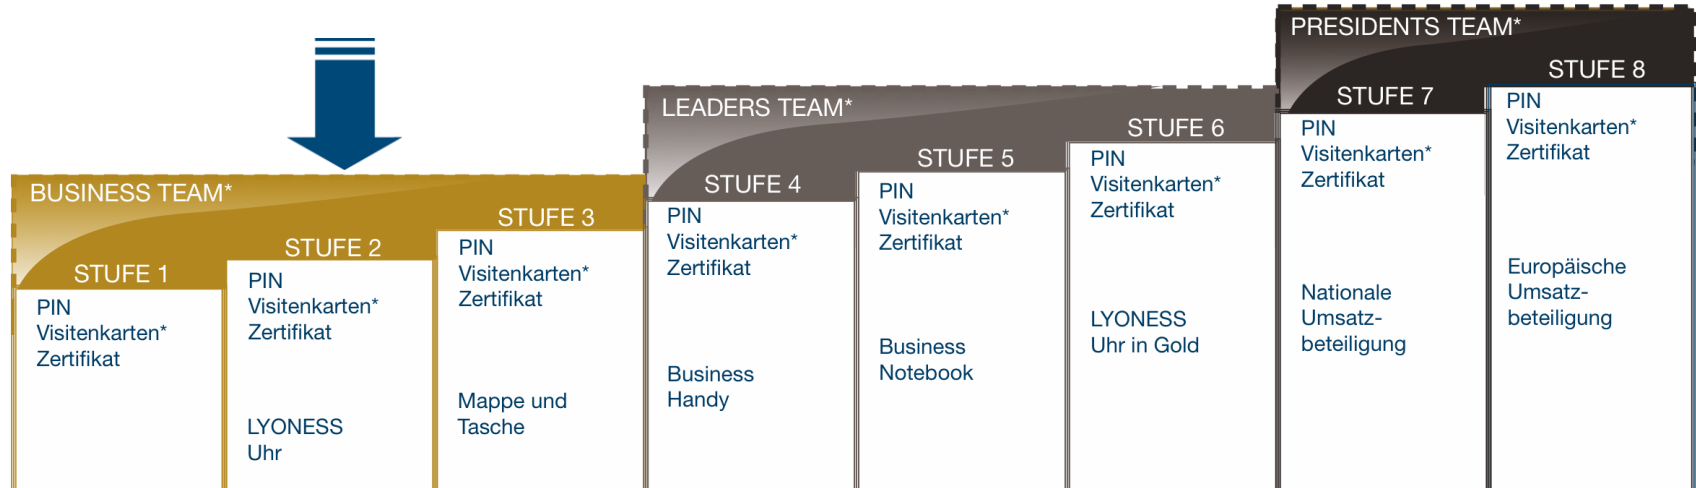 BUSINESS TEAM*
STUFE 1
PIN
Visitenkarten*
Zertifikat
STUFE 2
PIN
Visitenkarten*
Zertifikat
LYONESS
Uhr
STUFE 3
PIN
Visitenkarten*
Zertifikat
Mappe und
Tasche
LEADERS TEAM*
STUFE 4
PIN
Visitenkarten*
Zertifikat
Business
Handy
STUFE 5
PIN
Visitenkarten*
Zertifikat
Business
Notebook
STUFE 6
PIN
Visitenkarten*
Zertifikat
LYONESS
Uhr in Gold
PRESIDENTS TEAM*
STUFE 7
PIN
Visitenkarten*
Zertifikat
Nationale
Umsatz-
beteiligung
STUFE 8
PIN
Visitenkarten*
Zertifikat
Europäische
Umsatz-
beteiligung